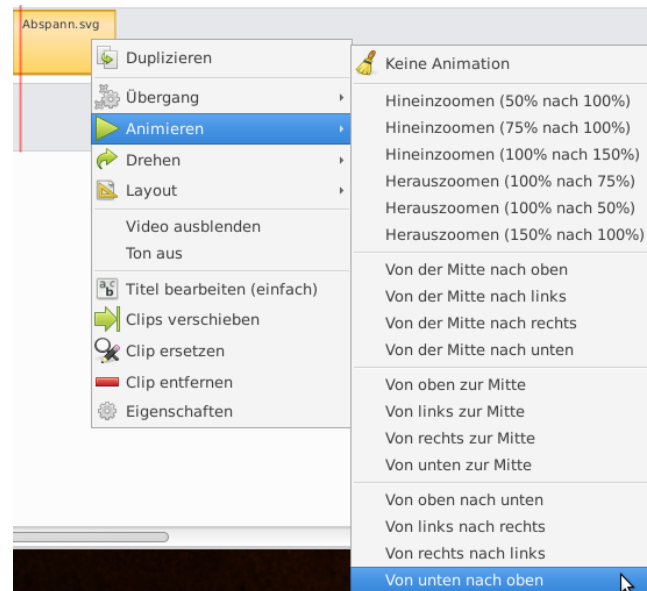 Abspann.svg
Duplizieren
Übergang
Animieren
Drehen
Layout
Video ausblenden
Ton aus
Titel bearbeiten (einfach)
Clips verschieben
Clip ersetzen
Clip entfernen
Eigenschaften
Keine Animation
Hineinzoomen (50% nach 100%)
Hineinzoomen (75% nach 100%)
Hineinzoomen (100% nach 150%)
Herauszoomen (100% nach 75%)
Herauszoomen (100% nach 50%)
Herauszoomen (150% nach 100%)
Von der Mitte nach oben
Von der Mitte nach links
Von der Mitte nach rechts
Von der Mitte nach unten
Von oben zur Mitte
Von links zur Mitte
Von rechts zur Mitte
Von unten zur Mitte
Von oben nach unten
Von links nach rechts
Von rechts nach links
Von unten nach oben